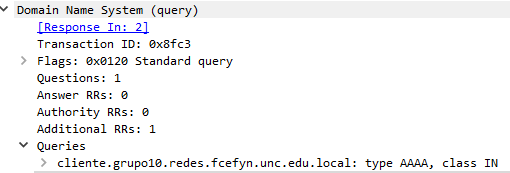 Domain Name System (query)
[Response In: 2]
Transaction ID: 0x8fc3
Flags: 0x0120 Standard query
Questions: 1
Answer RRs: 0
Authority RRs: 0
Additional RRs: 1
Queries
cliente.grupo10.redes.fcefyn.unc.edu.local: type AAAA, class IN